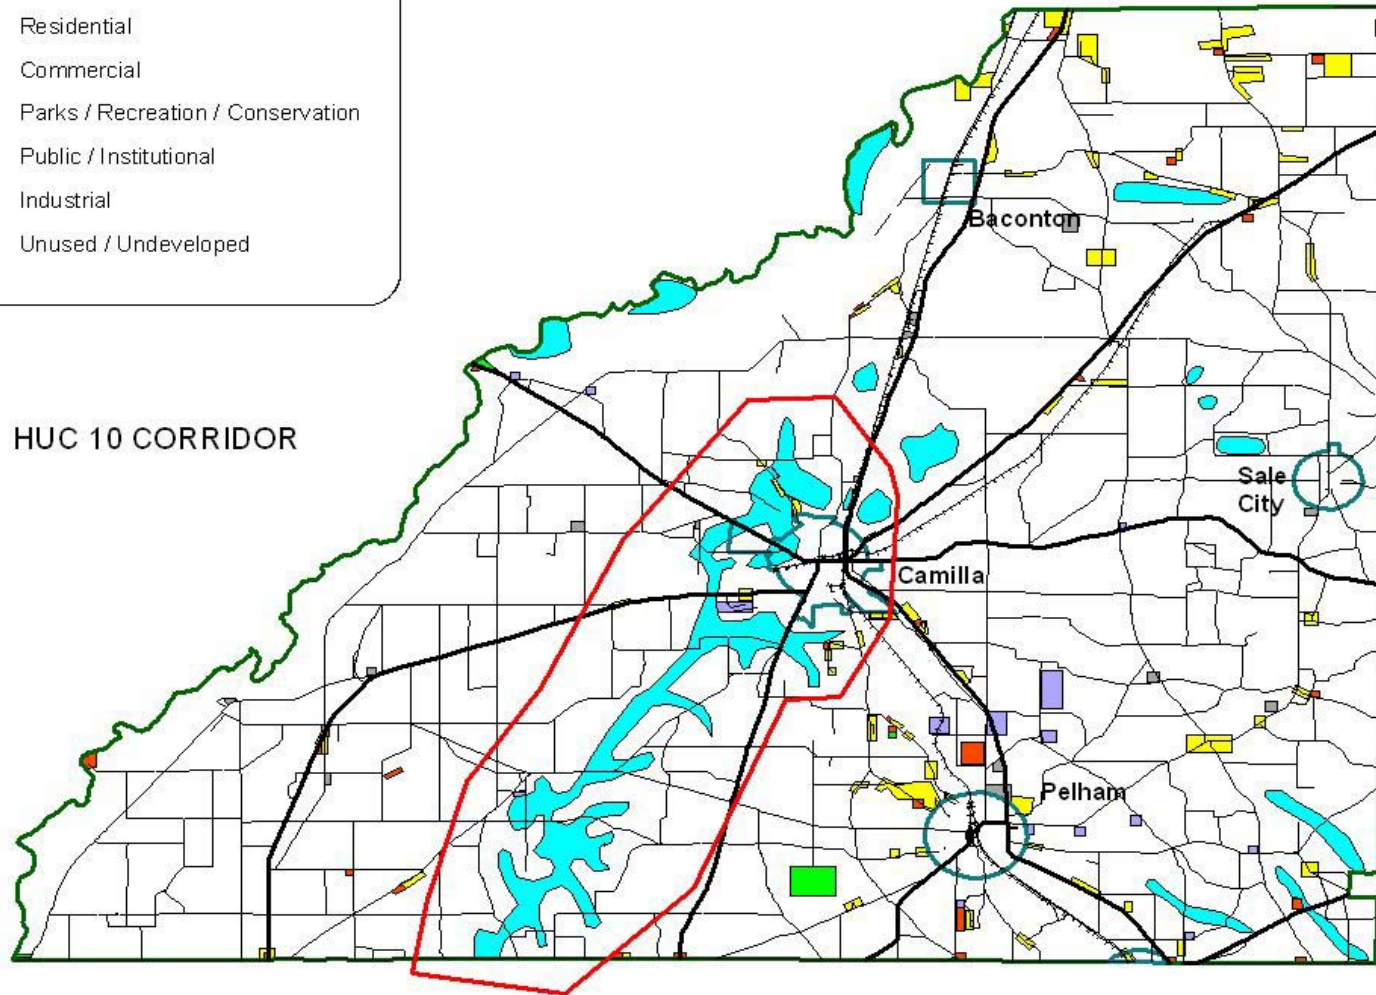 Residential
Commercial
Parks / Recreation / Conservation
Public / Institutional
Industrial
Unused / Undeveloped
Baconton
HUC 10 CORRIDOR
Sale
City
Camilla
Pelham